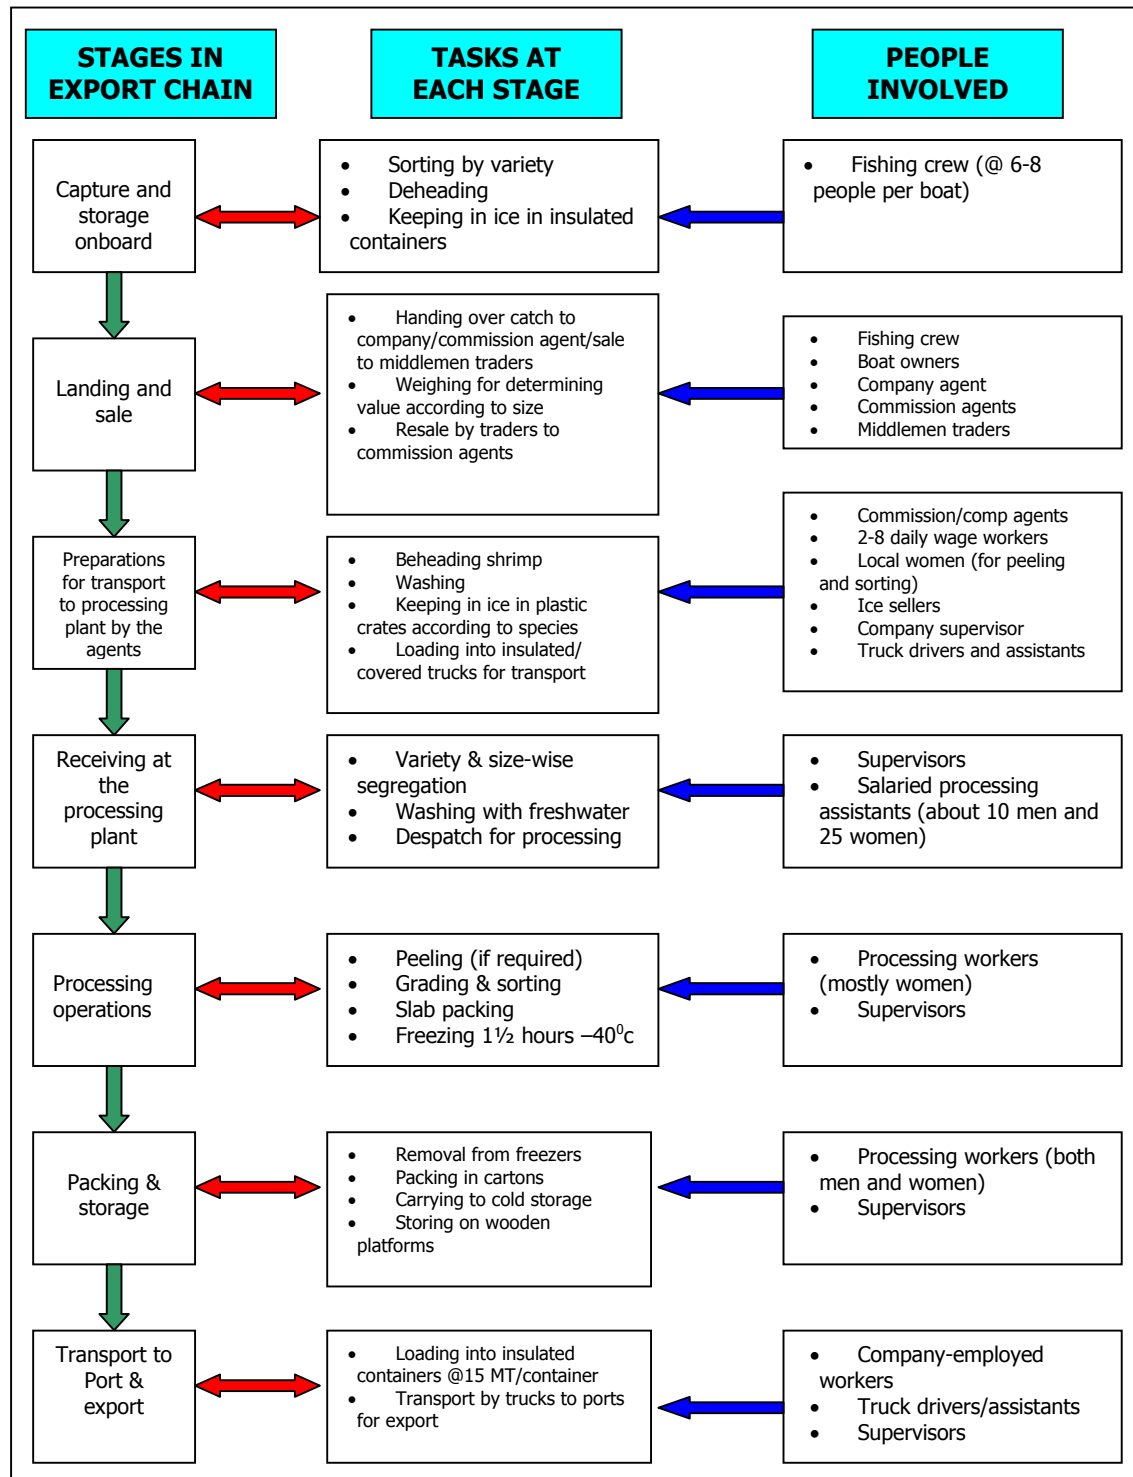 STAGES IN
EXPORT CHAIN
TASKS AT
EACH STAGE
PEOPLE
INVOLVED
Capture and
storage
onboard
• Sorting by variety
• Deheading
• Keeping in ice in insulated
containers
• Fishing crew (@ 6-8
people per boat)
Landing and
sale
• Handing over catch to
company/commission agent/sale
to middlemen traders
• Weighing for determining
value according to size
• Resale by traders to
commission agents
• Fishing crew
• Boat owners
• Company agent
• Commission agents
• Middlemen traders
Preparations
for transport
to processing
plant by the
agents
• Beheading shrimp
• Washing
• Keeping in ice in plastic
crates according to species
• Loading into insulated/
covered trucks for transport
• Commission/comp agents
• 2-8 daily wage workers
• Local women (for peeling
and sorting)
• Ice sellers
• Company supervisor
• Truck drivers and assistants
Receiving at
the
processing
plant
• Variety & size-wise
segregation
• Washing with freshwater
• Despatch for processing
• Supervisors
• Salaried processing
assistants (about 10 men and
25 women)
Processing
operations
• Peeling (if required)
• Grading & sorting
• Slab packing
• Freezing 1½ hours –40⁰c
• Processing workers
(mostly women)
• Supervisors
Packing &
storage
• Removal from freezers
• Packing in cartons
• Carrying to cold storage
• Storing on wooden
platforms
• Processing workers (both
men and women)
• Supervisors
Transport to
Port &
export
• Loading into insulated
containers @15 MT/container
• Transport by trucks to ports
for export
• Company-employed
workers
• Truck drivers/assistants
• Supervisors